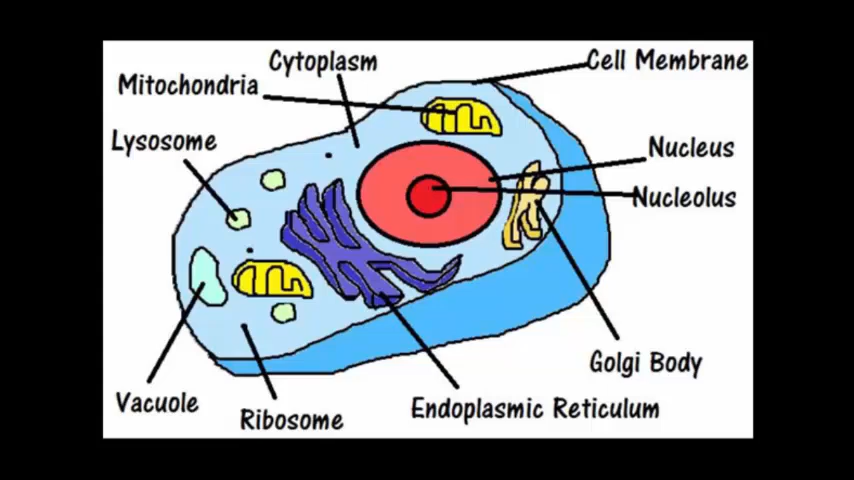 Cytoplasm
Cell Membrane
Mitochondria
Lysosome
Nucleus
Nucleolus
Golgi Body
Vacuole
Ribosome
Endoplasmic Reticulum